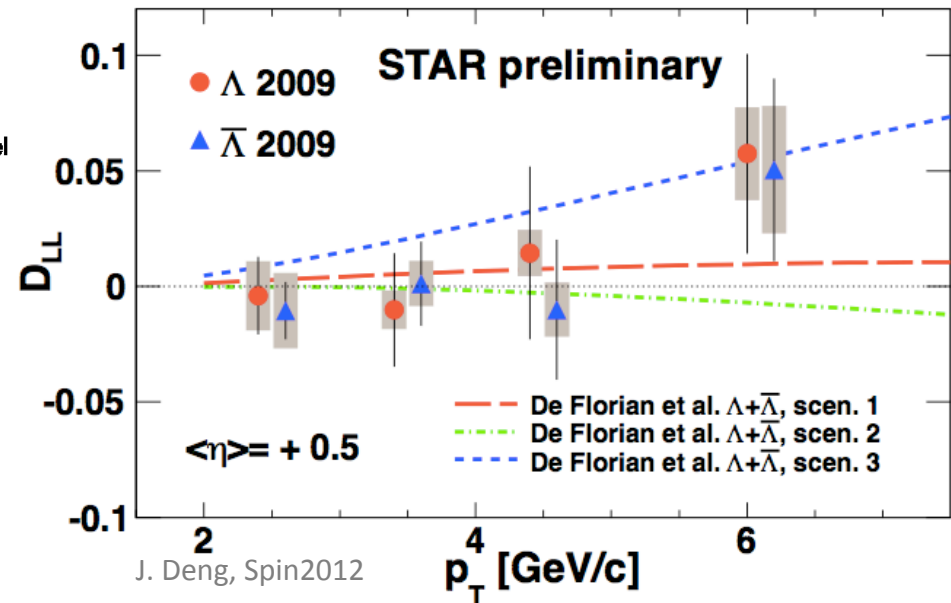 0.1
0.05
0
-0.05
-0.1
D_LL
el
STAR preliminary
Λ 2009
Λ̅ 2009
De Florian et al. Λ+Λ̅, scen. 1
De Florian et al. Λ+Λ̅, scen. 2
De Florian et al. Λ+Λ̅, scen. 3
<η>= + 0.5
2
4
6
J. Deng, Spin2012
p_T [GeV/c]